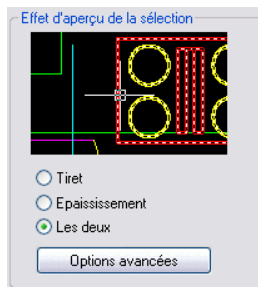 Effet d'aperçu de la sélection
Tiret
Epaississement
Les deux
Options avancées